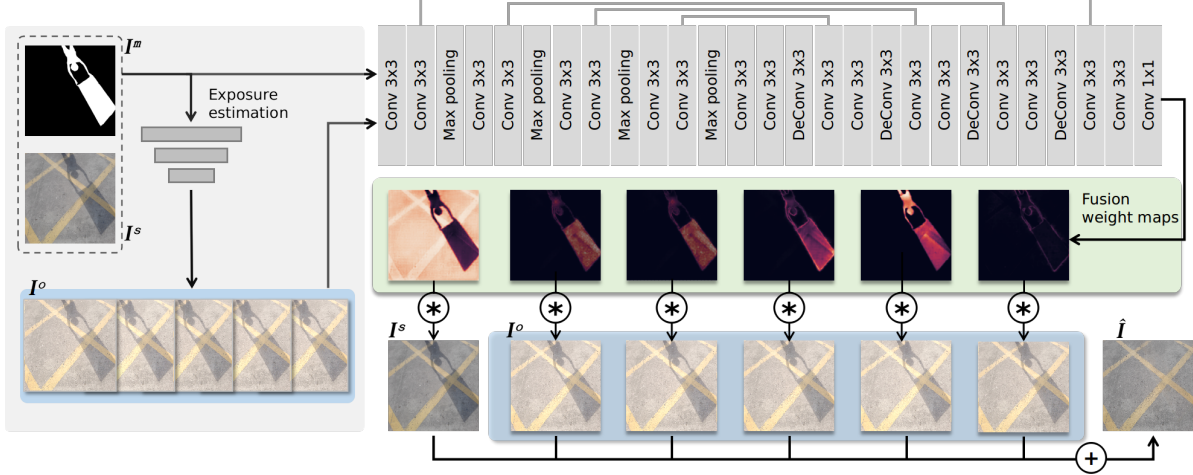 I^m
Exposure
estimation
I^s
I^o
Conv 3x3
Conv 3x3
Max pooling
Conv 3x3
Conv 3x3
Max pooling
Conv 3x3
Conv 3x3
Max pooling
Conv 3x3
Conv 3x3
Max pooling
Conv 3x3
Conv 3x3
DeConv 3x3
Conv 3x3
Conv 3x3
DeConv 3x3
Conv 3x3
Conv 3x3
DeConv 3x3
Conv 3x3
Conv 3x3
DeConv 3x3
Conv 3x3
Conv 3x3
Conv 1x1
Fusion
weight maps
I^s
I^o
Î